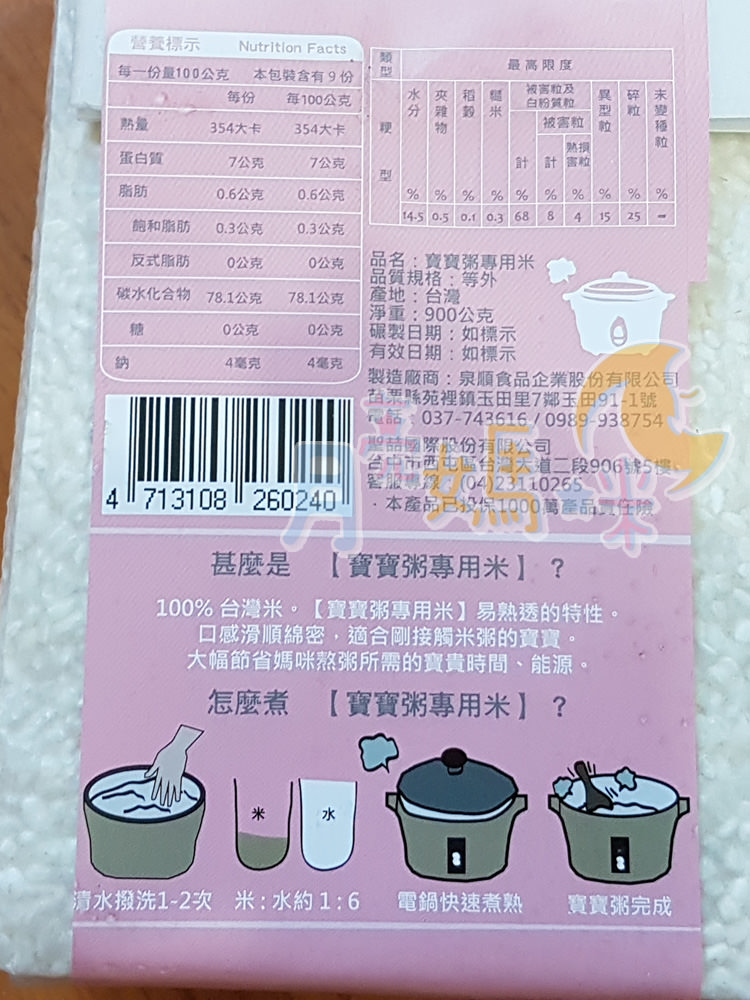 營養標示 Nutrition Facts
每一份量100公克 本包裝含有9份
每份 每100公克
熱量 354大卡 354大卡
蛋白質 7公克 7公克
脂肪 0.6公克 0.6公克
飽和脂肪 0.3公克 0.3公克
反式脂肪 0公克 0公克
碳水化合物 78.1公克 78.1公克
糖 0公克 0公克
鈉 4毫克 4毫克
類型 最高限度
水分 夾雜物 稻穀 糙米 被害粒及白粉質粒 異型粒 碎粒 未變種粒
被害粒
計 計 熱損害粒
粳型
% % % % % % % % % %
14.5 0.5 0.1 0.3 68 8 4 15 25 -
品名：寶寶粥專用米
品質規格：等外
產地：台灣
淨重：900公克
碾製日期：如標示
有效日期：如標示
製造廠商：泉順食品企業股份有限公司
苗栗縣苑裡鎮玉田里7鄰玉田91-1號
電話：037-743616 / 0989-938754
聖喆國際股份有限公司
台中市西屯區台灣大道二段906號5樓
客服專線：(04)23110265
·本產品已投保1000萬產品責任險
4 713108 260240
月 媽咪
甚麼是 【寶寶粥專用米】？
100% 台灣米。【寶寶粥專用米】易熟透的特性。
口感滑順綿密，適合剛接觸米粥的寶寶。
大幅節省媽咪熬粥所需的寶貴時間、能源。
怎麼煮 【寶寶粥專用米】？
米 水
清水撥洗1-2次 米:水約 1:6 電鍋快速煮熟 寶寶粥完成